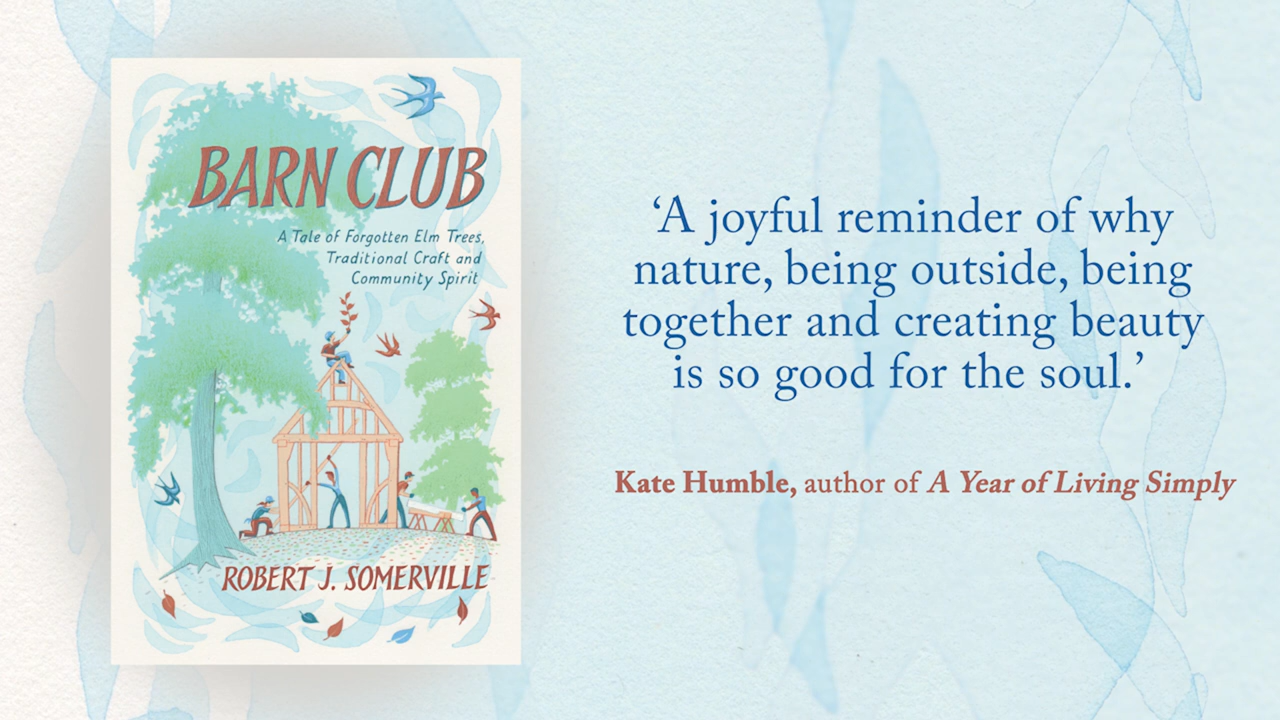 BARN CLUB
A Tale of Forgotten Elm Trees,
Traditional Craft and
Community Spirit
ROBERT J. SOMERVILLE
‘A joyful reminder of why
nature, being outside, being
together and creating beauty
is so good for the soul.’
Kate Humble, author of A Year of Living Simply